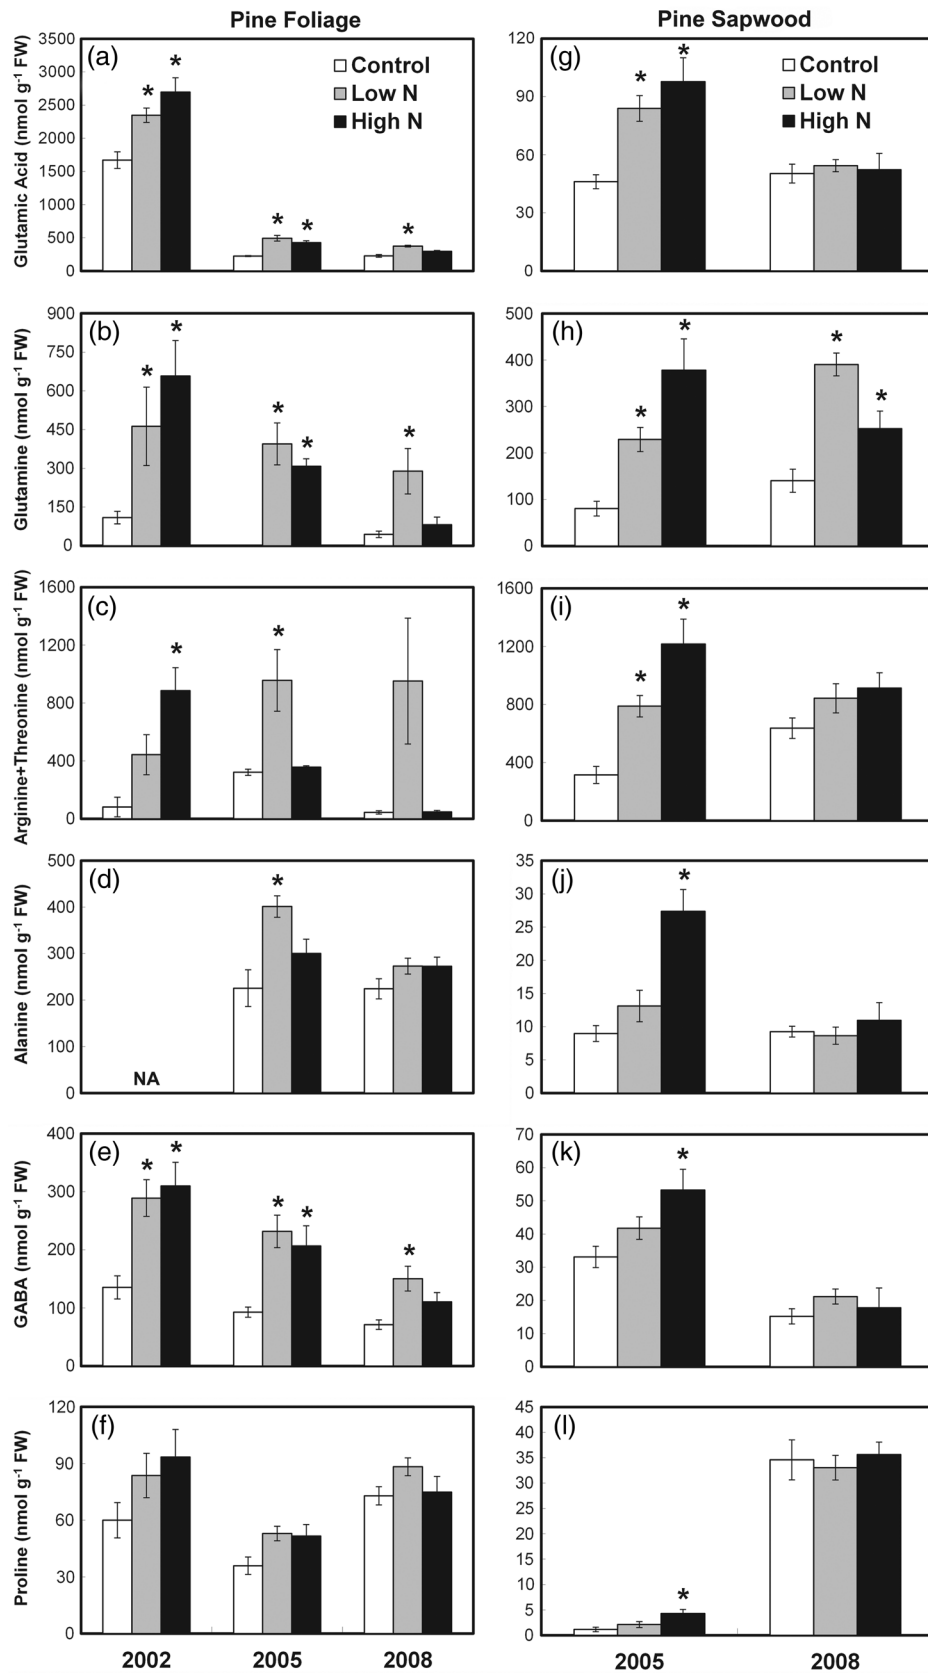 Pine Foliage
Pine Sapwood
(a)
Glutamic Acid (nmol g⁻¹ FW)
3500
3000
2500
2000
1500
1000
500
0
Control
Low N
High N
* * * * *
(g)
120
90
60
30
0
Control
Low N
High N
* *
(b)
Glutamine (nmol g⁻¹ FW)
900
750
600
450
300
150
0
* * * * *
(h)
500
400
300
200
100
0
* * * *
(c)
Arginine+Threonine (nmol g⁻¹ FW)
1600
1200
800
400
0
* *
(i)
1600
1200
800
400
0
* *
(d)
Alanine (nmol g⁻¹ FW)
500
400
300
200
100
0
NA
*
(j)
35
30
25
20
15
10
5
0
*
(e)
GABA (nmol g⁻¹ FW)
400
300
200
100
0
* * * * *
(k)
70
60
50
40
30
20
10
0
*
(f)
Proline (nmol g⁻¹ FW)
120
90
60
30
0
2002 2005 2008
(l)
45
40
35
30
25
20
15
10
5
0
*
2005 2008